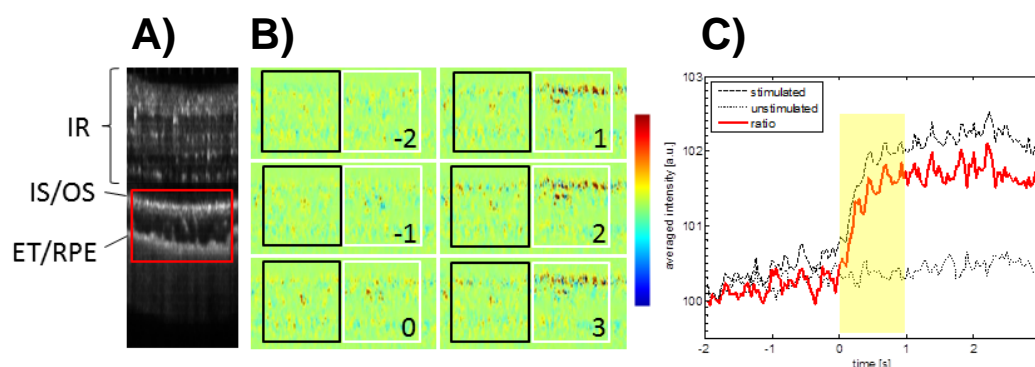 A)
IR
IS/OS
ET/RPE
B)
-2
1
-1
2
0
3
C)
103
102
101
100
averaged intensity [a.u.]
stimulated
unstimulated
ratio
-2 -1 0 1 2
time [s]